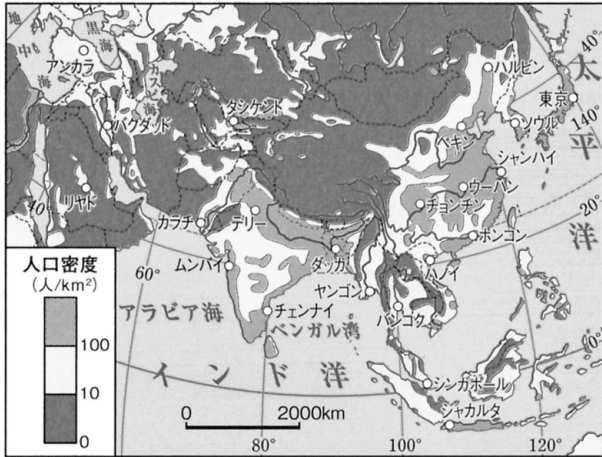 地
中
海
黒
海
カスピ海
アンカラ
バクダッド
タシケント
リヤド
カラチ
デリー
ムンバイ
ダッカ
ヤンゴン
チェンナイ
ベンガル湾
アラビア海
インド洋
ハルビン
ペキン
ソウル
東京
シャンハイ
ウーハン
チョンチン
ホンコン
ハノイ
バンコク
シンガポール
ジャカルタ
太
平
洋
40°
140°
20°
0°
40
60°
80°
100°
120°
人口密度
(人/km²)
100
10
0
0 2000km